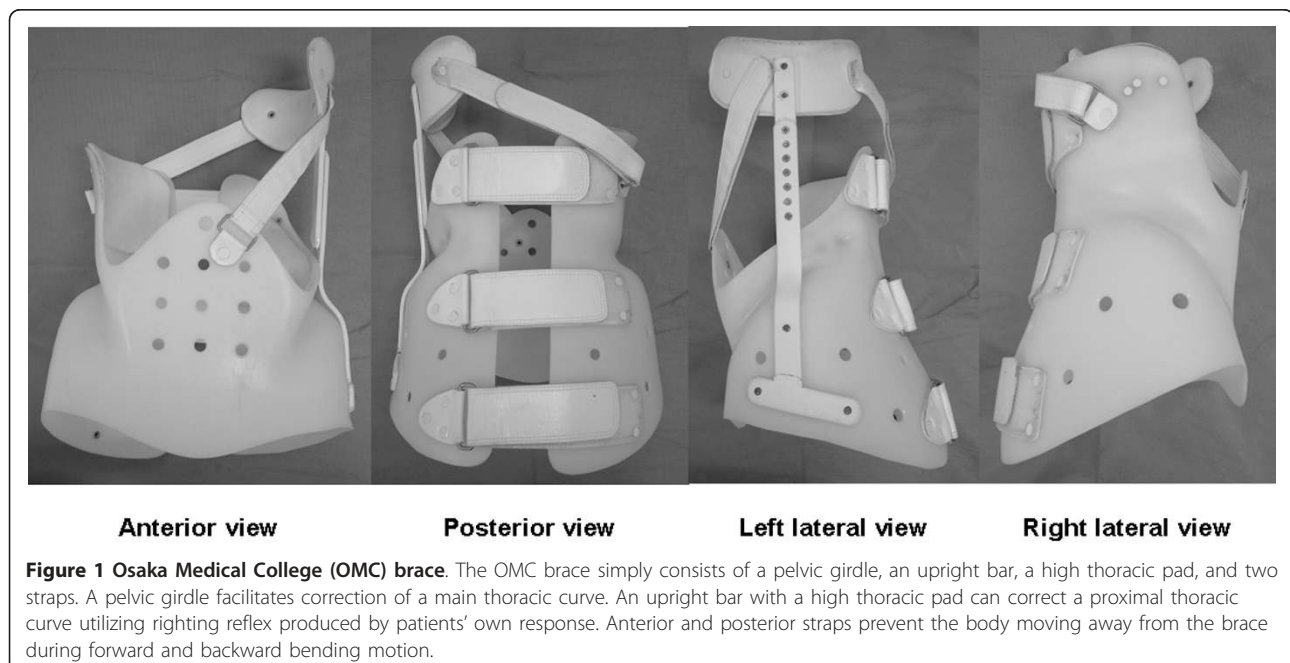 Anterior view
Posterior view
Left lateral view
Right lateral view
Figure 1 Osaka Medical College (OMC) brace. The OMC brace simply consists of a pelvic girdle, an upright bar, a high thoracic pad, and two
straps. A pelvic girdle facilitates correction of a main thoracic curve. An upright bar with a high thoracic pad can correct a proximal thoracic
curve utilizing righting reflex produced by patients' own response. Anterior and posterior straps prevent the body moving away from the brace
during forward and backward bending motion.